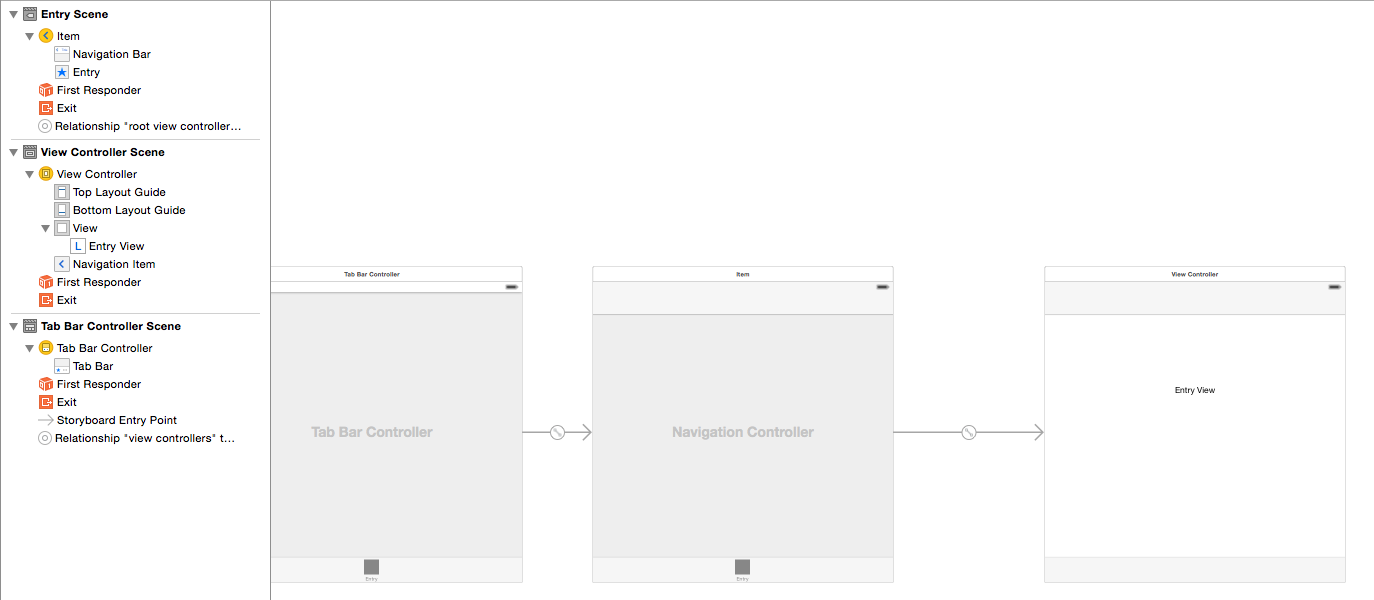 Entry Scene
Item
Navigation Bar
Entry
First Responder
Exit
Relationship "root view controller…
View Controller Scene
View Controller
Top Layout Guide
Bottom Layout Guide
View
L Entry View
Navigation Item
First Responder
Exit
Tab Bar Controller Scene
Tab Bar Controller
Tab Bar
First Responder
Exit
Storyboard Entry Point
Relationship "view controllers" t…
Tab Bar Controller
Tab Bar Controller
Entry
Item
Navigation Controller
Entry
View Controller
Entry View